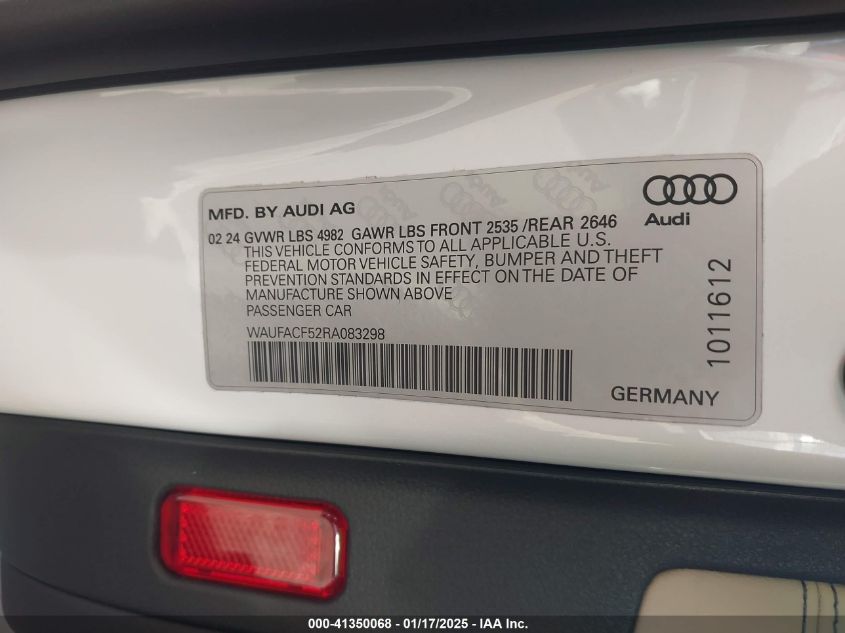 MFD. BY AUDI AG
Audi
02 24 GVWR LBS 4982 GAWR LBS FRONT 2535 /REAR 2646
THIS VEHICLE CONFORMS TO ALL APPLICABLE U.S.
FEDERAL MOTOR VEHICLE SAFETY, BUMPER AND THEFT
PREVENTION STANDARDS IN EFFECT ON THE DATE OF
MANUFACTURE SHOWN ABOVE
PASSENGER CAR
WAUFACF52RA083298
1011612
GERMANY
000-41350068 - 01/17/2025 - IAA Inc.